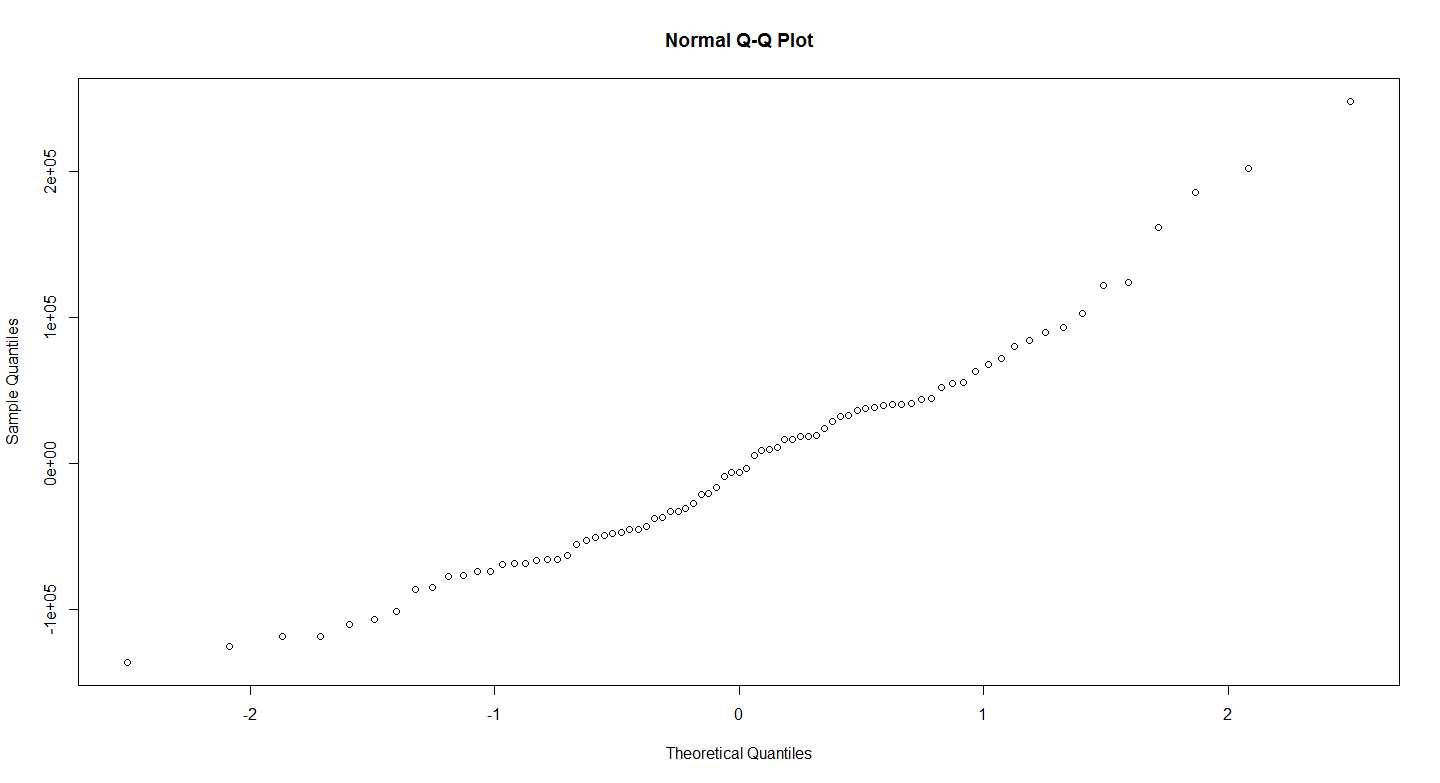 Normal Q-Q Plot
2e+05
1e+05
0e+00
-1e+05
Sample Quantiles
-2
-1
0
1
2
Theoretical Quantiles